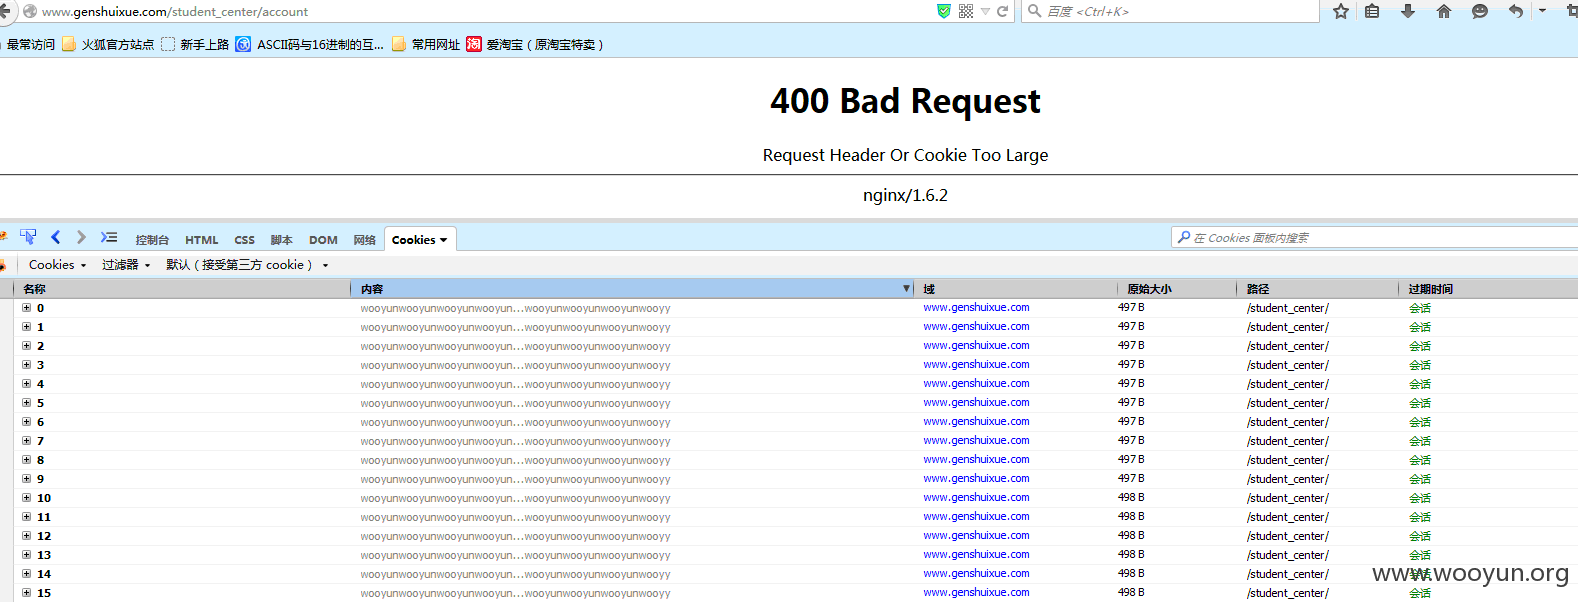 www.genshuixue.com/student_center/account
百度 <Ctrl+K>
最常访问 火狐官方站点 新手上路 ASCII码与16进制的互... 常用网址 爱淘宝（原淘宝特卖）
400 Bad Request
Request Header Or Cookie Too Large
nginx/1.6.2
控制台 HTML CSS 脚本 DOM 网络 Cookies 在 Cookies 面板内搜索
Cookies 过滤器 默认（接受第三方 cookie）
名称 内容 域 原始大小 路径 过期时间
0 wooyunwooyunwooyunwooyun...wooyunwooyunwooyunwooyy www.genshuixue.com 497 B /student_center/ 会话
1 wooyunwooyunwooyunwooyun...wooyunwooyunwooyunwooyy www.genshuixue.com 497 B /student_center/ 会话
2 wooyunwooyunwooyunwooyun...wooyunwooyunwooyunwooyy www.genshuixue.com 497 B /student_center/ 会话
3 wooyunwooyunwooyunwooyun...wooyunwooyunwooyunwooyy www.genshuixue.com 497 B /student_center/ 会话
4 wooyunwooyunwooyunwooyun...wooyunwooyunwooyunwooyy www.genshuixue.com 497 B /student_center/ 会话
5 wooyunwooyunwooyunwooyun...wooyunwooyunwooyunwooyy www.genshuixue.com 497 B /student_center/ 会话
6 wooyunwooyunwooyunwooyun...wooyunwooyunwooyunwooyy www.genshuixue.com 497 B /student_center/ 会话
7 wooyunwooyunwooyunwooyun...wooyunwooyunwooyunwooyy www.genshuixue.com 497 B /student_center/ 会话
8 wooyunwooyunwooyunwooyun...wooyunwooyunwooyunwooyy www.genshuixue.com 497 B /student_center/ 会话
9 wooyunwooyunwooyunwooyun...wooyunwooyunwooyunwooyy www.genshuixue.com 497 B /student_center/ 会话
10 wooyunwooyunwooyunwooyun...wooyunwooyunwooyunwooyy www.genshuixue.com 498 B /student_center/ 会话
11 wooyunwooyunwooyunwooyun...wooyunwooyunwooyunwooyy www.genshuixue.com 498 B /student_center/ 会话
12 wooyunwooyunwooyunwooyun...wooyunwooyunwooyunwooyy www.genshuixue.com 498 B /student_center/ 会话
13 wooyunwooyunwooyunwooyun...wooyunwooyunwooyunwooyy www.genshuixue.com 498 B /student_center/ 会话
14 wooyunwooyunwooyunwooyun...wooyunwooyunwooyunwooyy www.genshuixue.com 498 B /student_center/ 会话
www.wooyun.org
15 wooyunwooyunwooyunwooyun...wooyunwooyunwooyunwooyy www.genshuixue.com 498 B /student_center/ 会话